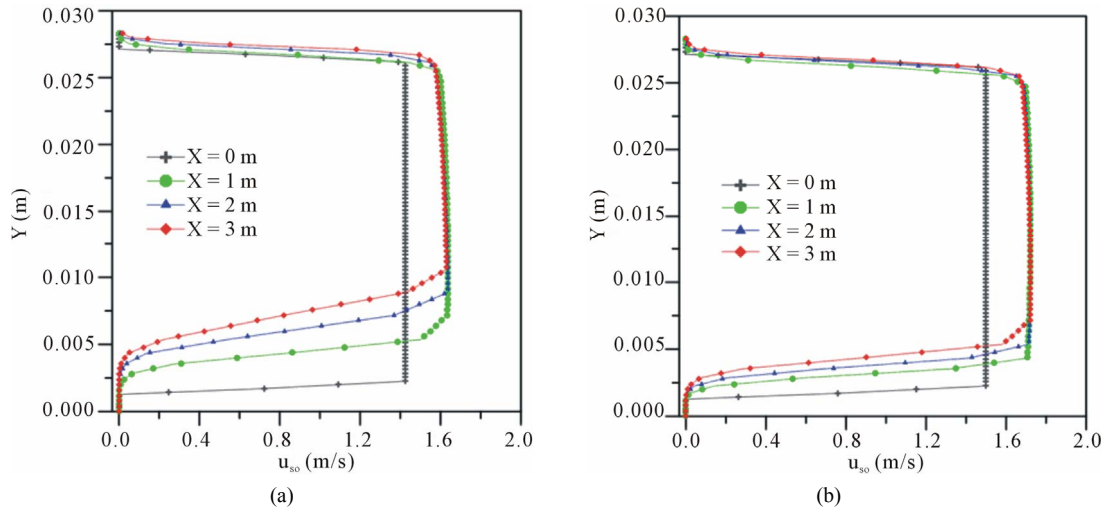 0.030
0.025
0.020
0.015
0.010
0.005
0.000
Y (m)
X = 0 m
X = 1 m
X = 2 m
X = 3 m
0.0 0.4 0.8 1.2 1.6 2.0
uso (m/s)
(a)
0.030
0.025
0.020
0.015
0.010
0.005
0.000
Y (m)
X = 0 m
X = 1 m
X = 2 m
X = 3 m
0.0 0.4 0.8 1.2 1.6 2.0
uso (m/s)
(b)